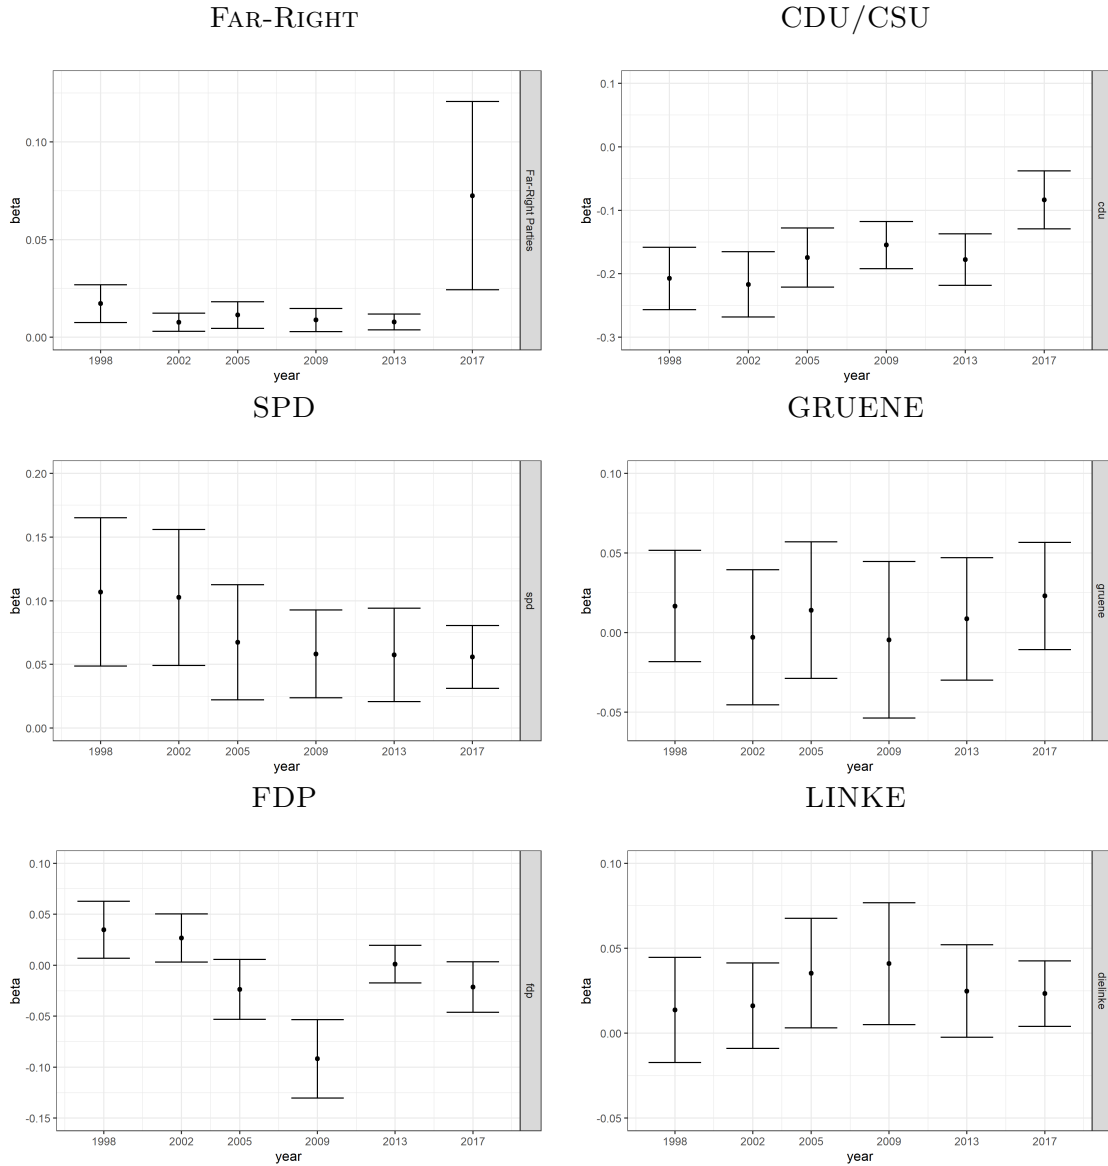 FAR-RIGHT
0.10
0.05
0.00
beta
1998 2002 2005 2009 2013 2017
year
Far-Right Parties
CDU/CSU
0.1
0.0
-0.1
-0.2
-0.3
beta
1998 2002 2005 2009 2013 2017
year
cdu
SPD
0.20
0.15
0.10
0.05
0.00
beta
1998 2002 2005 2009 2013 2017
year
spd
GRUENE
0.10
0.05
0.00
-0.05
beta
1998 2002 2005 2009 2013 2017
year
gruene
FDP
0.10
0.05
0.00
-0.05
-0.10
-0.15
beta
1998 2002 2005 2009 2013 2017
year
fdp
LINKE
0.10
0.05
0.00
-0.05
beta
1998 2002 2005 2009 2013 2017
year
dielinke